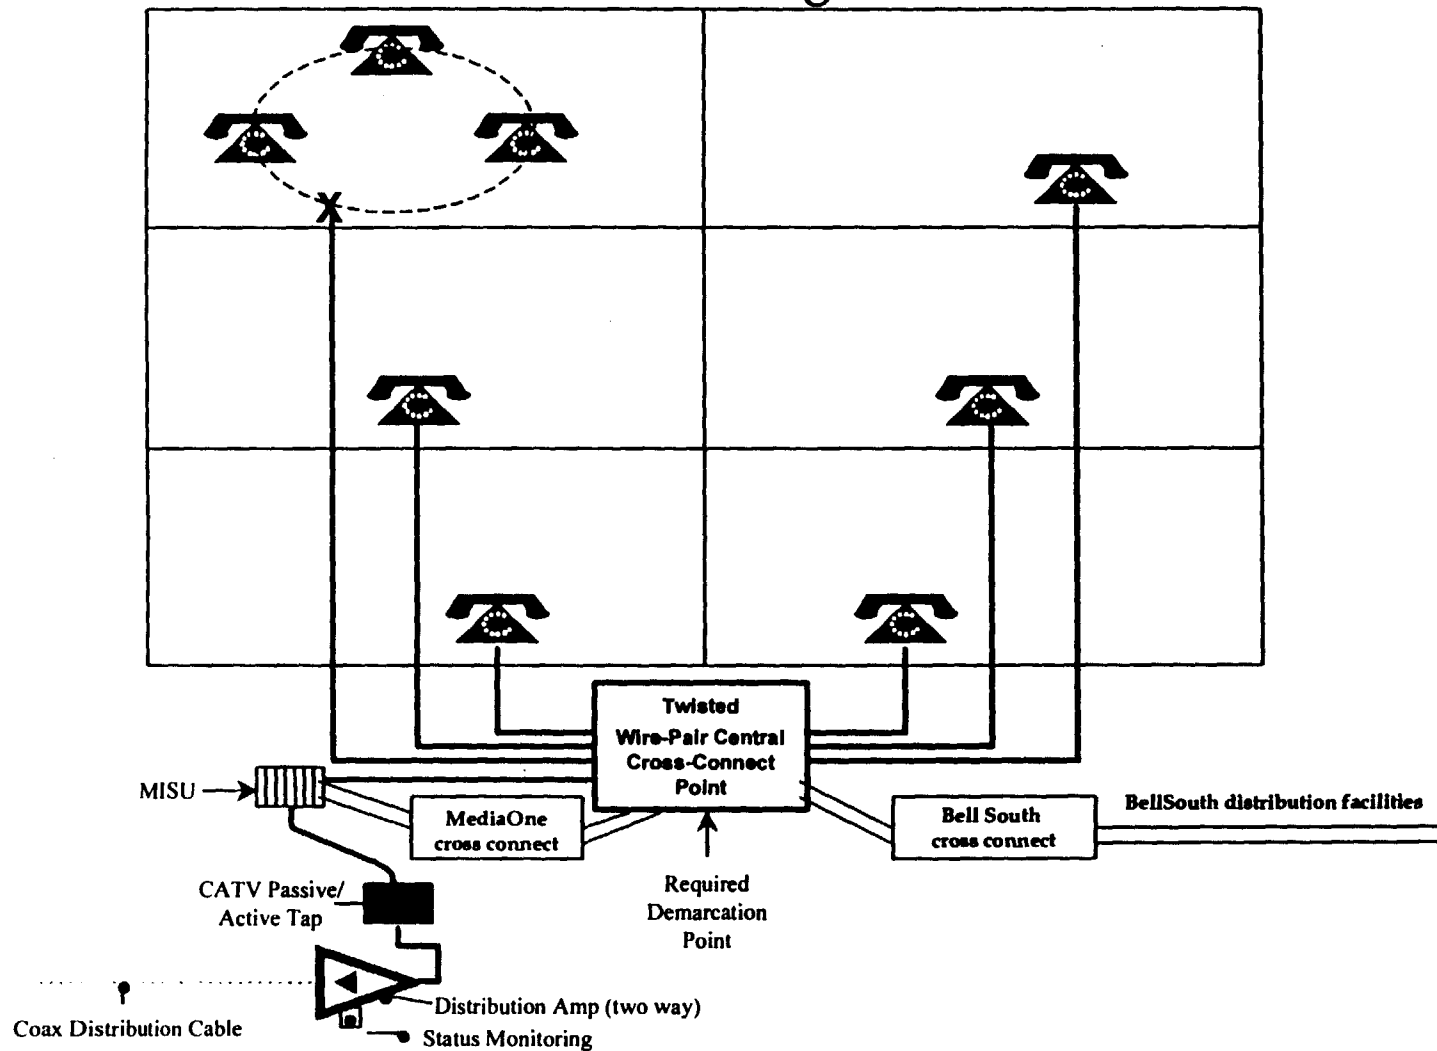 Twisted
Wire-Pair Central
Cross-Connect
Point
MISU
MediaOne
cross connect
Bell South
cross connect
BellSouth distribution facilities
CATV Passive/
Active Tap
Required
Demarcation
Point
Distribution Amp (two way)
Coax Distribution Cable
Status Monitoring